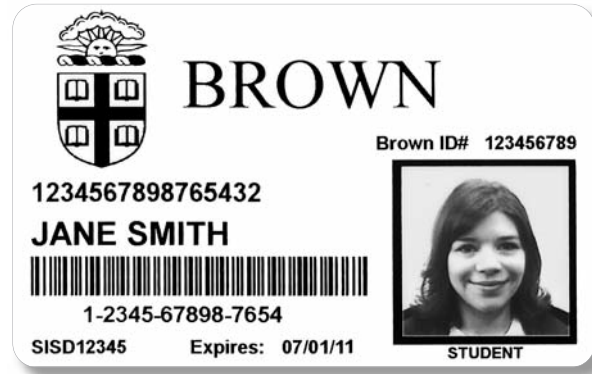 BROWN
Brown ID# 123456789
1234567898765432
JANE SMITH
1-2345-67898-7654
SISD12345 Expires: 07/01/11
STUDENT